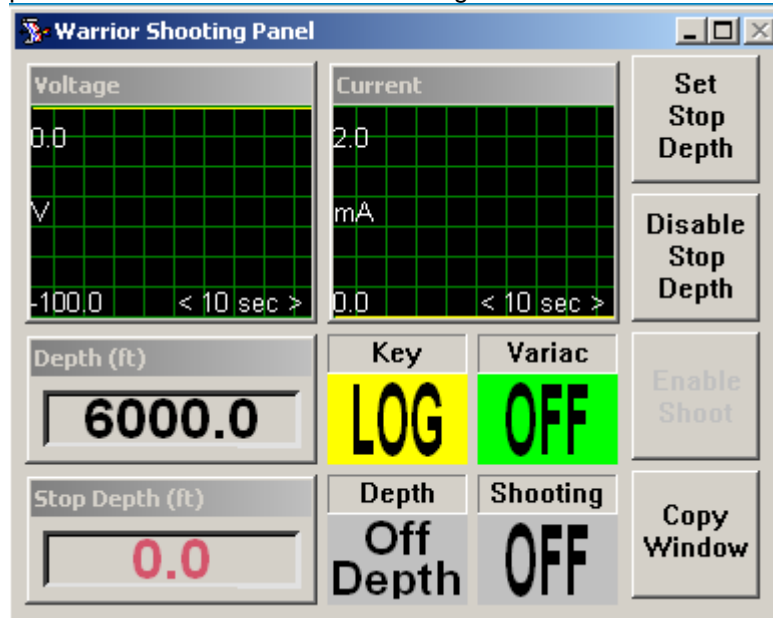 Warrior Shooting Panel
Voltage
0.0
V
-100.0 < 10 sec >
Current
2.0
mA
0.0 < 10 sec >
Set
Stop
Depth
Disable
Stop
Depth
Depth (ft)
6000.0
Key
LOG
Variac
OFF
Enable
Shoot
Stop Depth (ft)
0.0
Depth
Off
Depth
Shooting
OFF
Copy
Window